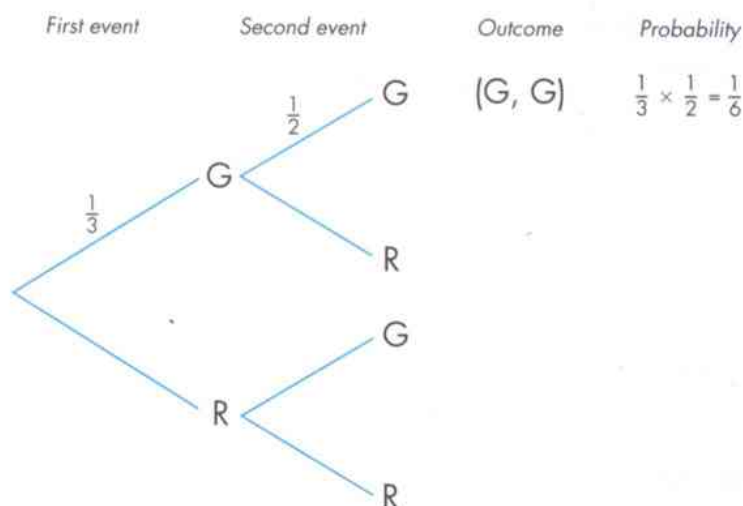 First event Second event Outcome Probability
G (G, G) 1/3 × 1/2 = 1/6
1/2
G
1/3
R
G
R
R